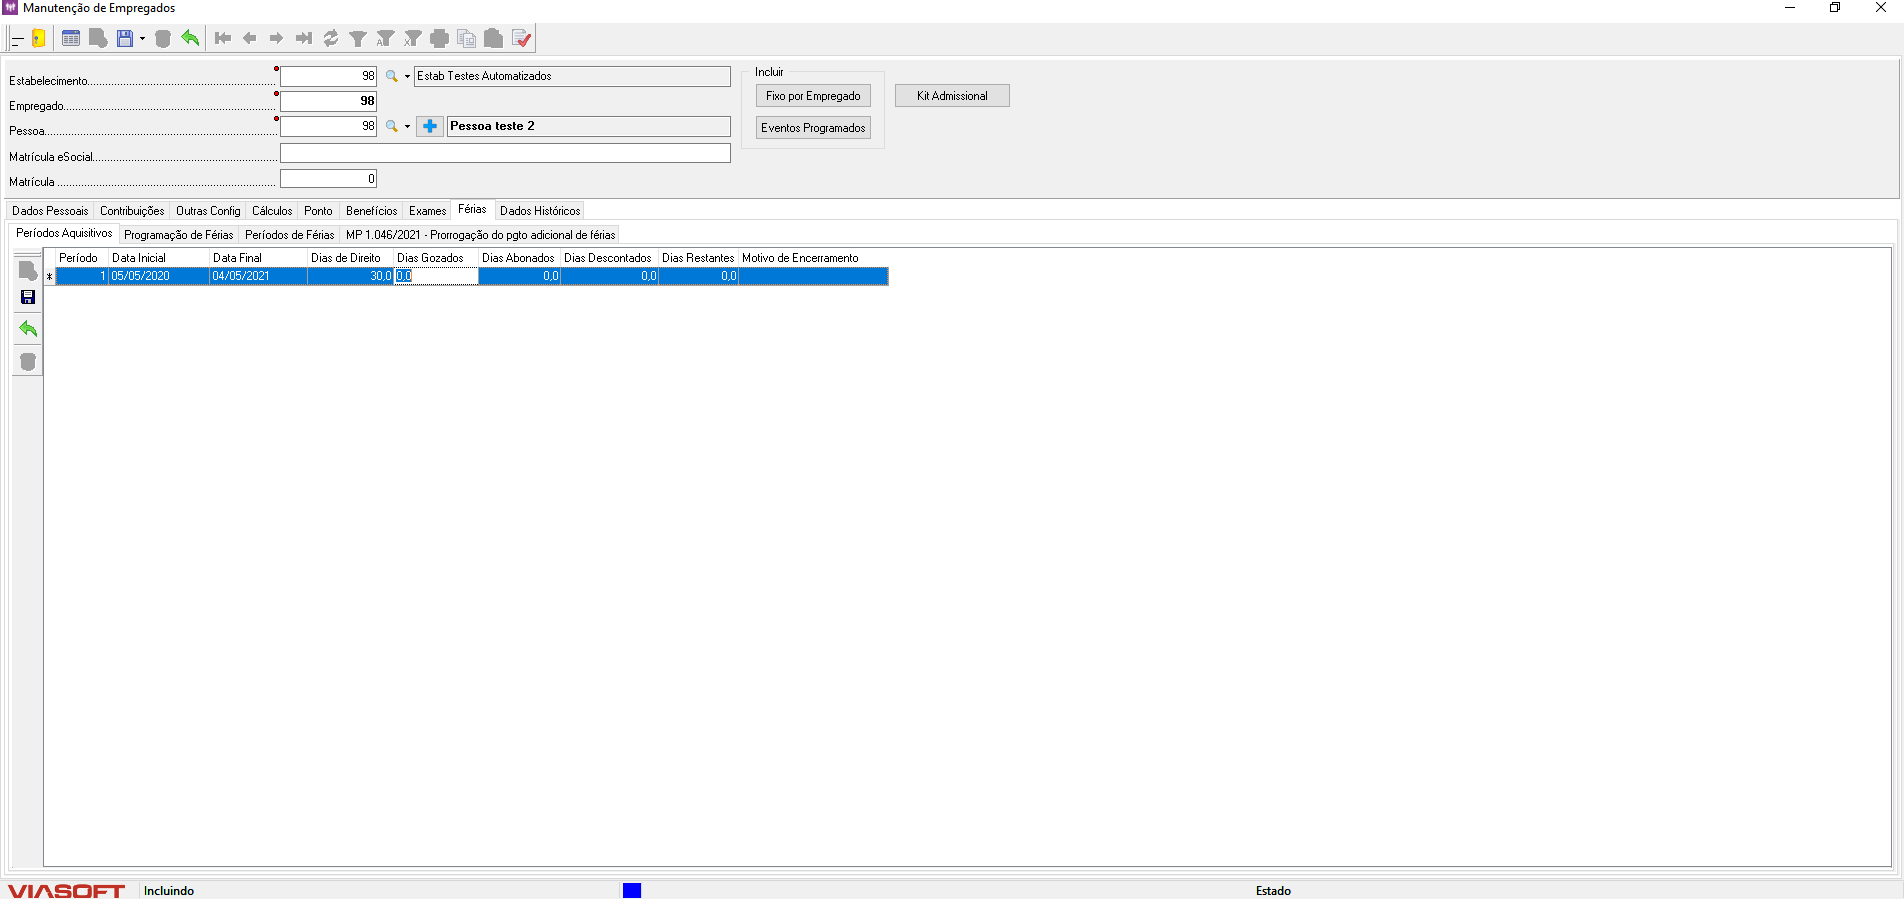 Manutenção de Empregados
Estabelecimento
98
Estab Testes Automatizados
Empregado
98
Pessoa
98
Pessoa teste 2
Matrícula eSocial
Matrícula
0
Incluir
Fixo por Empregado
Eventos Programados
Kit Admissional
Dados Pessoais Contribuições Outras Config Cálculos Ponto Benefícios Exames Férias Dados Históricos
Períodos Aquisitivos Programação de Férias Períodos de Férias MP 1.046/2021 - Prorrogação do pgto adicional de férias
Período Data Inicial Data Final Dias de Direito Dias Gozados Dias Abonados Dias Descontados Dias Restantes Motivo de Encerramento
* 1 05/05/2020 04/05/2021 30,0 0,0 0,0 0,0 0,0
VIASOFT Incluindo Estado